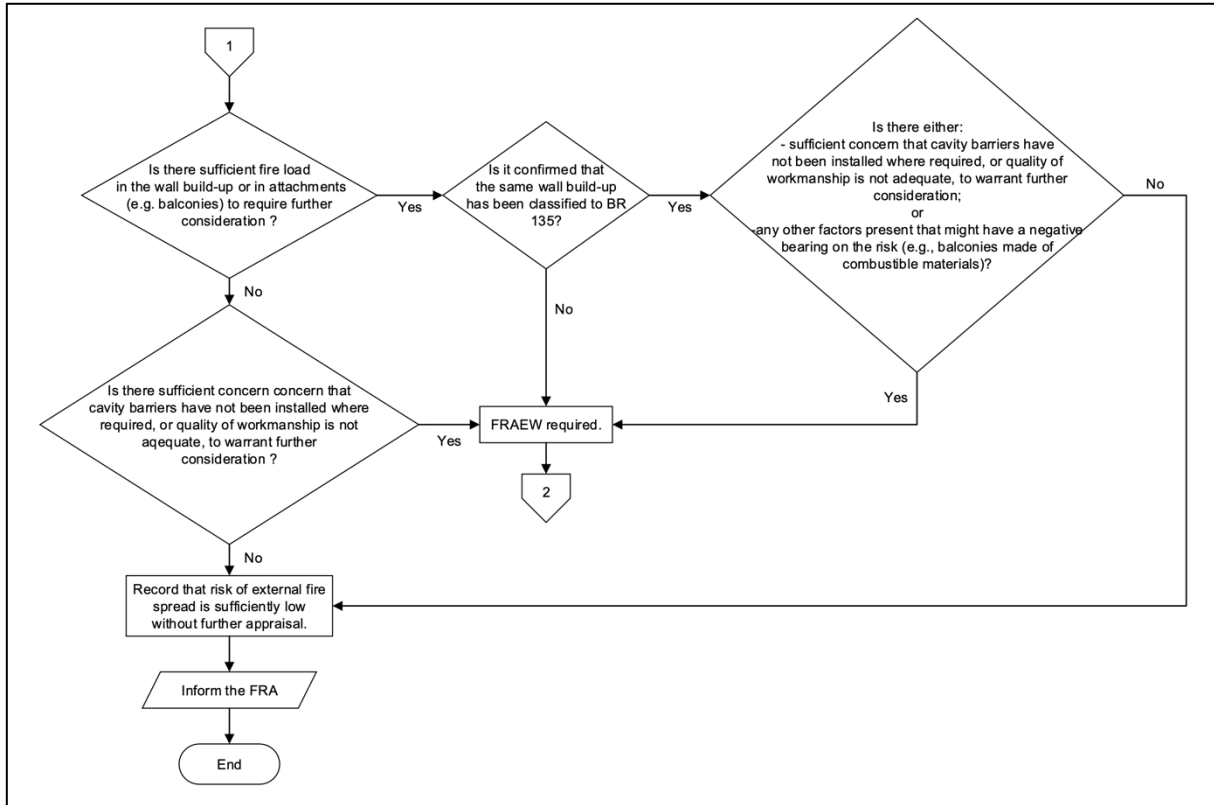 1
Is there sufficient fire load
in the wall build-up or in attachments
(e.g. balconies) to require further
consideration ?
Yes
Is it confirmed that
the same wall build-up
has been classified to BR
135?
Yes
Is there either:
- sufficient concern that cavity barriers have
not been installed where required, or quality of
workmanship is not adequate, to warrant further
consideration;
or
-any other factors present that might have a negative
bearing on the risk (e.g., balconies made of
combustible materials)?
No
No
No
Yes
Is there sufficient concern concern that
cavity barriers have not been installed where
required, or quality of workmanship is not
aqequate, to warrant further
consideration ?
Yes
FRAEW required.
2
No
Record that risk of external fire
spread is sufficiently low
without further appraisal.
Inform the FRA
End